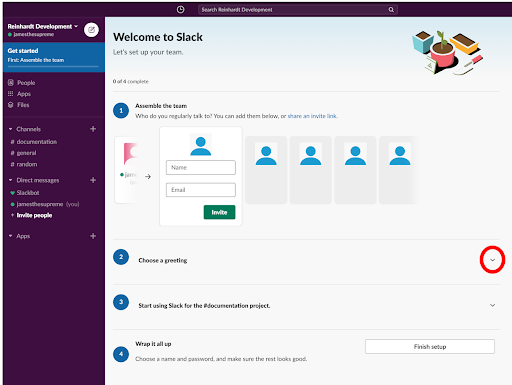 Search Reinhardt Development
Reinhardt Development
jamesthesupreme
Get started
First: Assemble the team
People
Apps
Files
Channels
# documentation
# general
# random
Direct messages
Slackbot
jamesthesupreme (you)
Invite people
Apps
Welcome to Slack
Let's set up your team.
0 of 4 complete
1
Assemble the team
Who do you regularly talk to? You can add them below, or share an invite link.
jame
Name
Email
Invite
2
Choose a greeting
3
Start using Slack for the #documentation project.
4
Wrap it all up
Choose a name and password, and make sure the rest looks good.
Finish setup